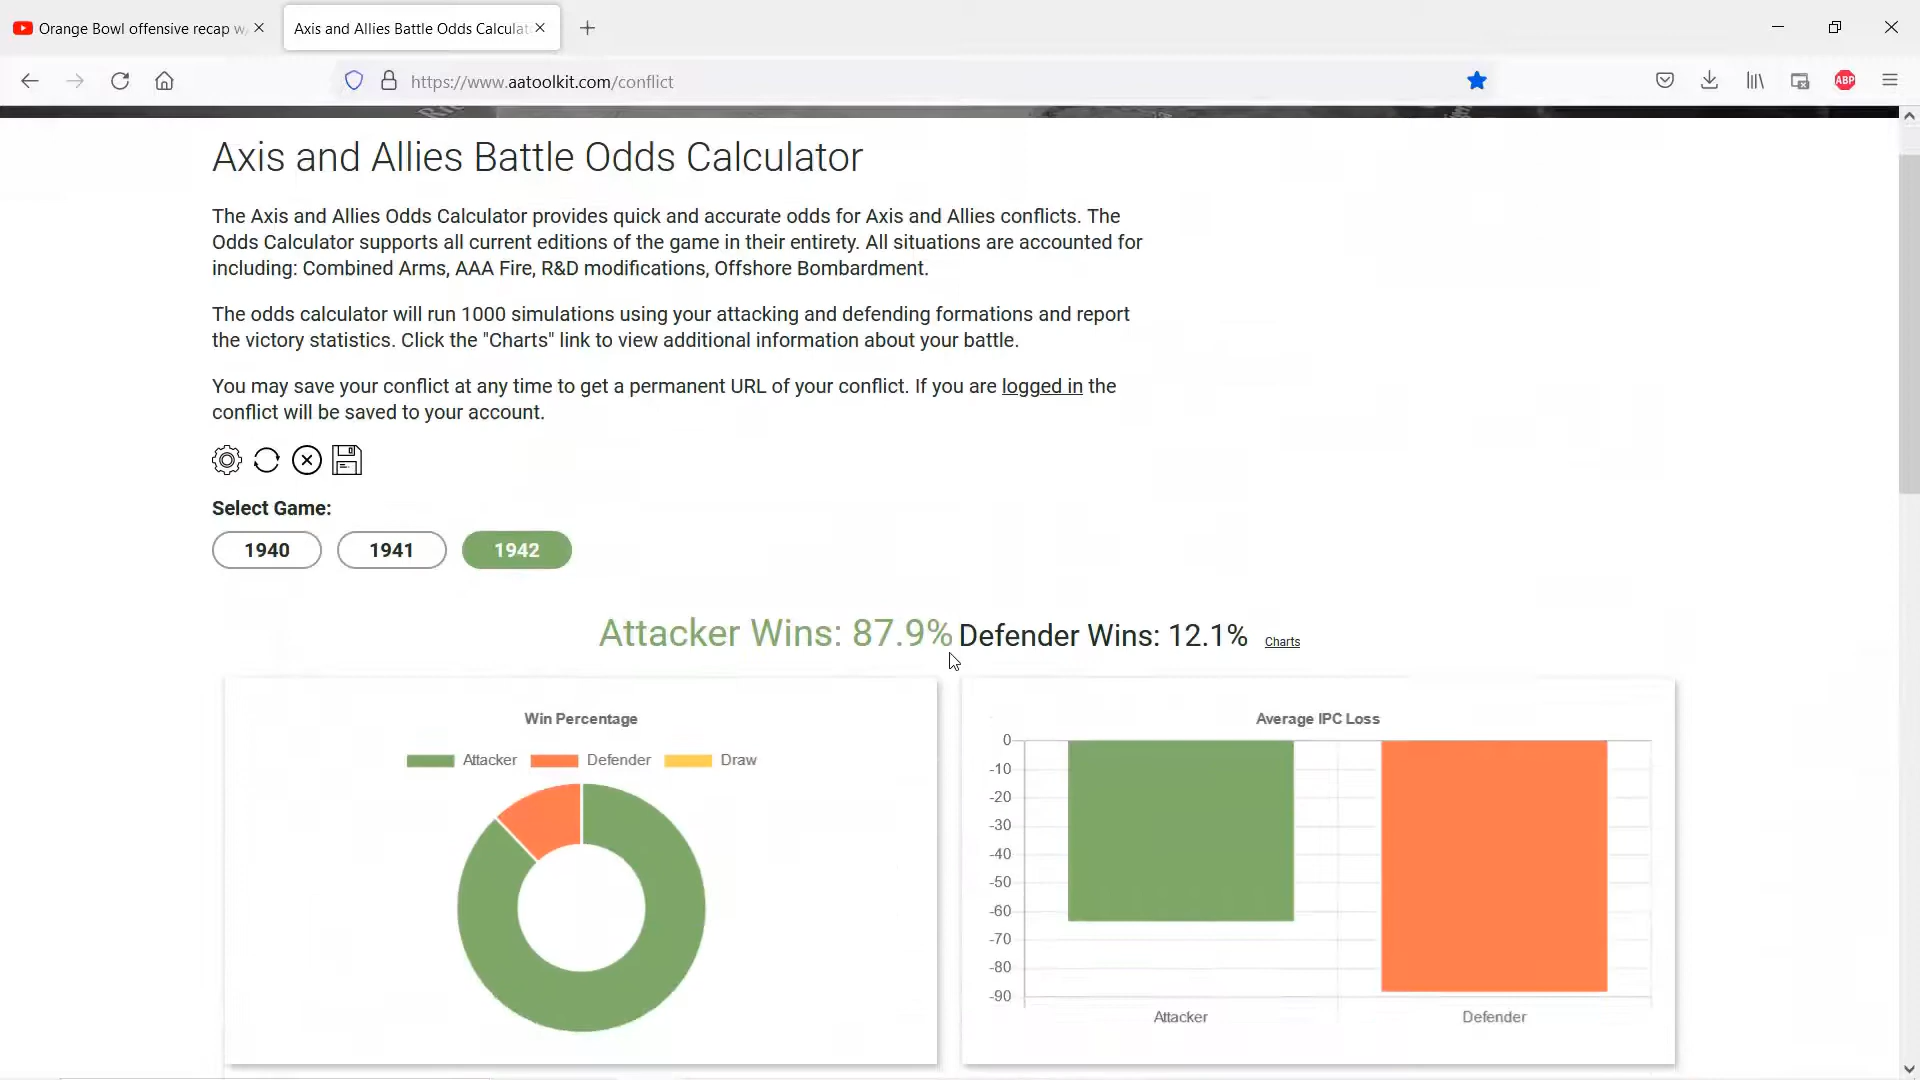 Orange Bowl offensive recap w
Axis and Allies Battle Odds Calculat
https://www.aatoolkit.com/conflict
ABP
Axis and Allies Battle Odds Calculator
The Axis and Allies Odds Calculator provides quick and accurate odds for Axis and Allies conflicts. The
Odds Calculator supports all current editions of the game in their entirety. All situations are accounted for
including: Combined Arms, AAA Fire, R&D modifications, Offshore Bombardment.
The odds calculator will run 1000 simulations using your attacking and defending formations and report
the victory statistics. Click the "Charts" link to view additional information about your battle.
You may save your conflict at any time to get a permanent URL of your conflict. If you are logged in the
conflict will be saved to your account.
Select Game:
1940 1941 1942
Attacker Wins: 87.9% Defender Wins: 12.1% Charts
Win Percentage
Attacker Defender Draw
Average IPC Loss
0
-10
-20
-30
-40
-50
-60
-70
-80
-90
Attacker Defender